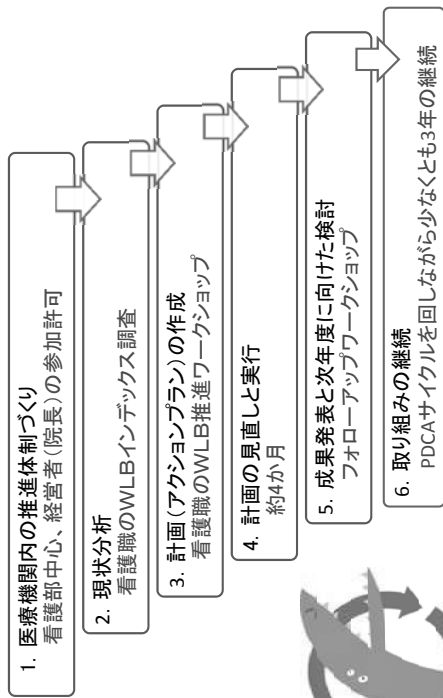 1. 医療機関内の推進体制づくり
看護部中心、経営者(院長)の参加許可
2. 現状分析
看護職のWLBインデックス調査
3. 計画(アクションプラン)の作成
看護職のWLB推進ワークショップ
4. 計画の見直しと実行
約4か月
5. 成果発表と次年度に向けた検討
フォローアップワークショップ
6. 取り組みの継続
PDCAサイクルを回しながら少なくとも3年の継続